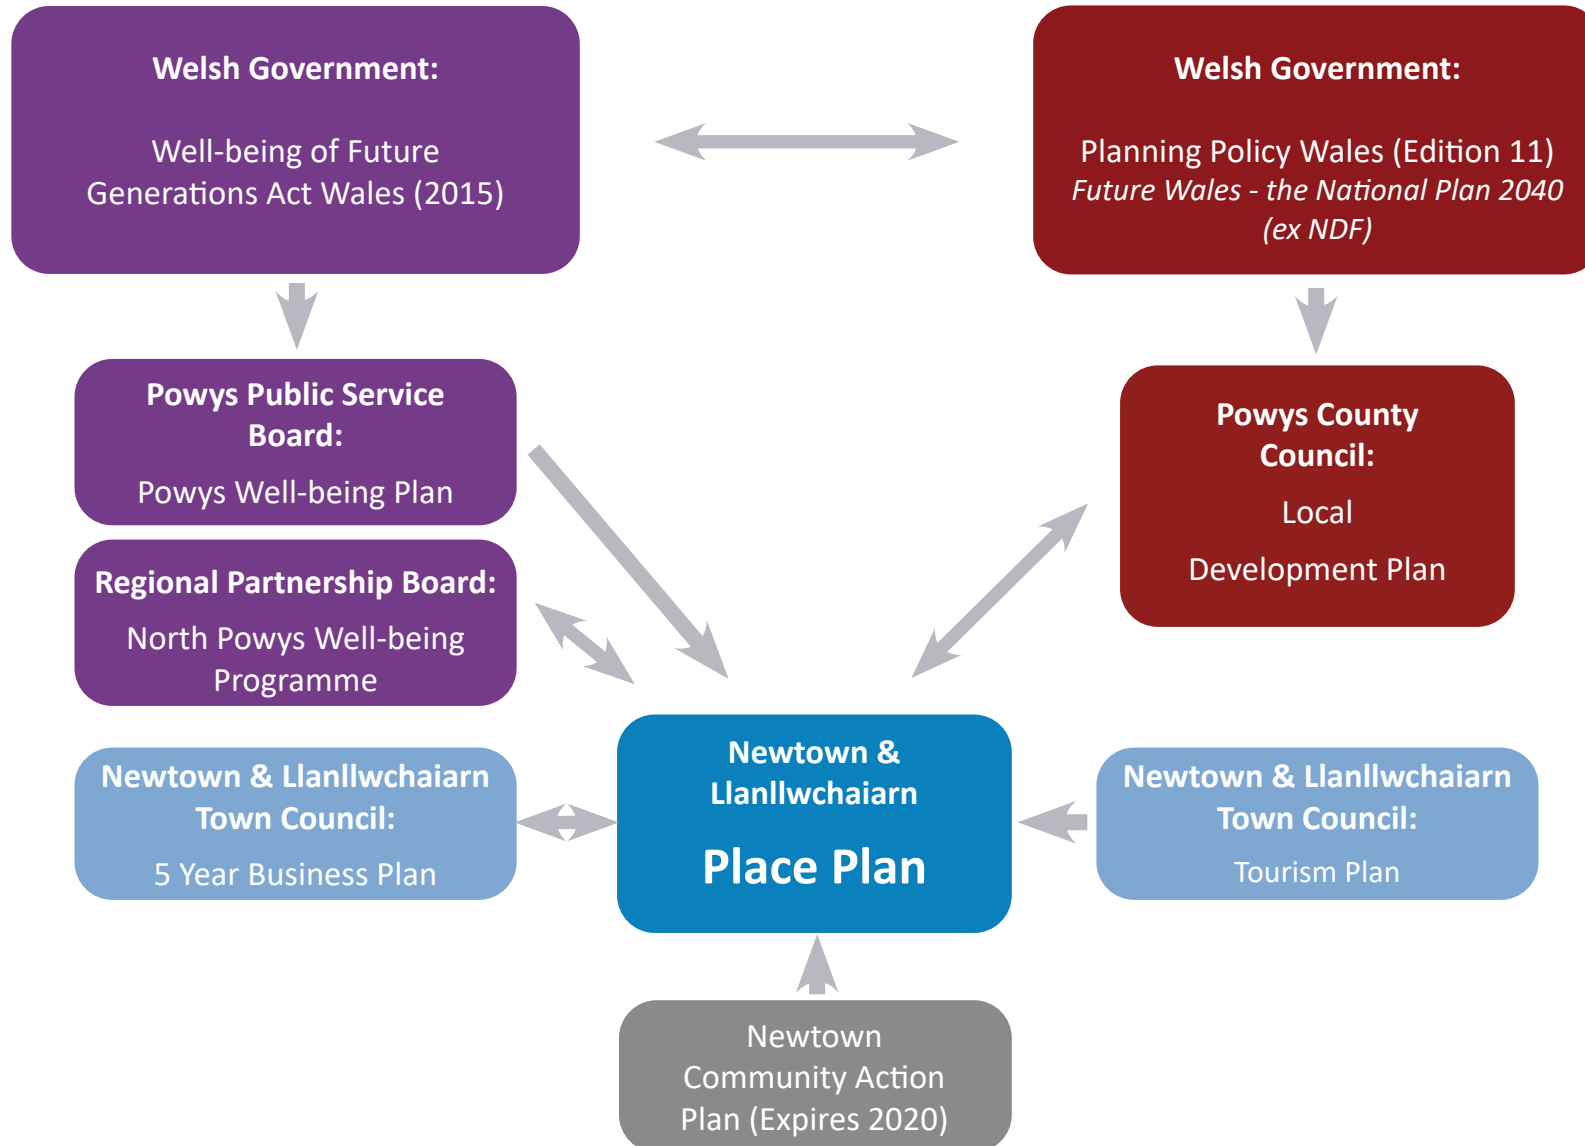 Welsh Government:
Well-being of Future
Generations Act Wales (2015)
Welsh Government:
Planning Policy Wales (Edition 11)
Future Wales - the National Plan 2040
(ex NDF)
Powys Public Service
Board:
Powys Well-being Plan
Powys County
Council:
Local
Development Plan
Regional Partnership Board:
North Powys Well-being
Programme
Newtown & Llanllwchaiarn
Town Council:
5 Year Business Plan
Newtown &
Llanllwchaiarn
Place Plan
Newtown & Llanllwchaiarn
Town Council:
Tourism Plan
Newtown
Community Action
Plan (Expires 2020)